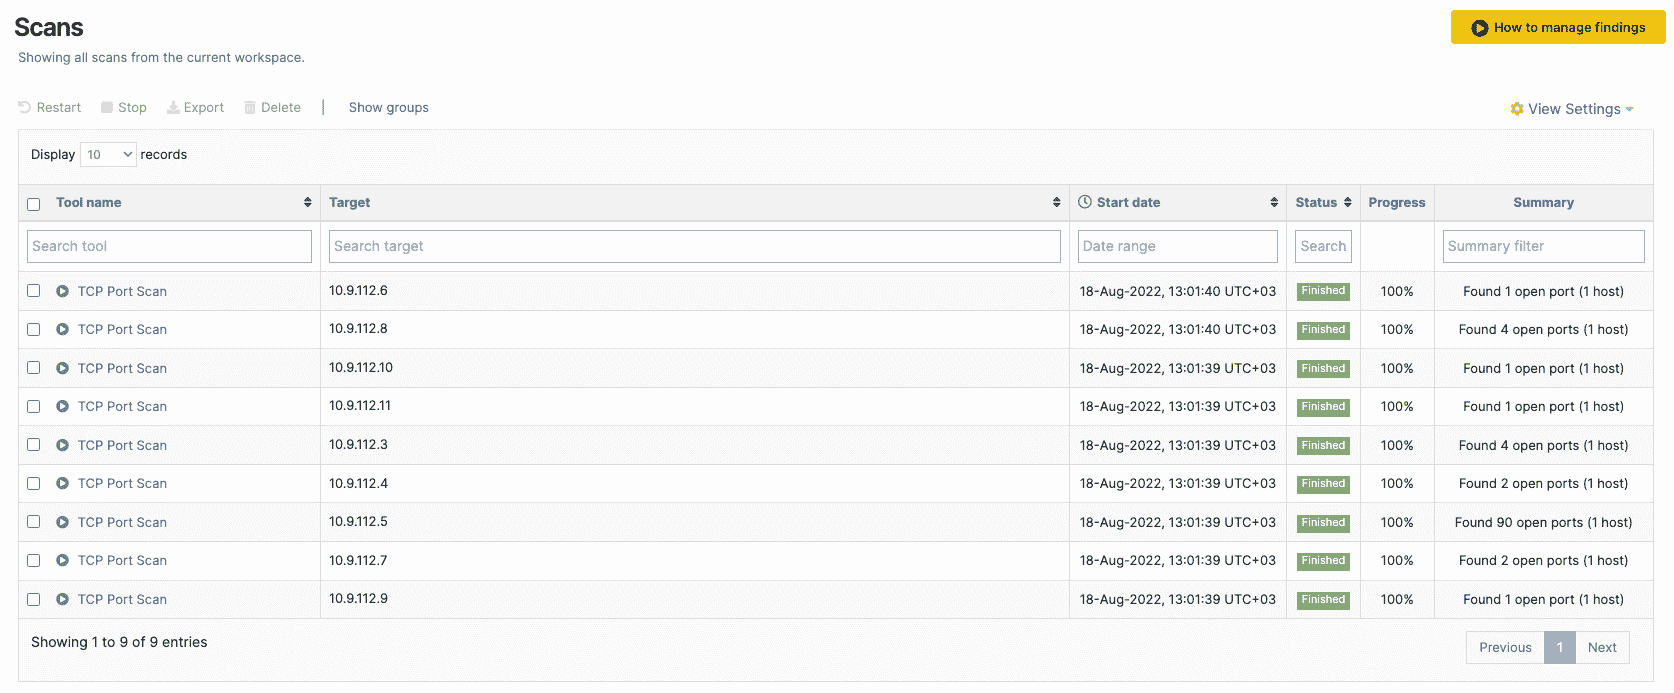 Scans
How to manage findings
Showing all scans from the current workspace.
Restart Stop Export Delete | Show groups View Settings
Display 10 records
Tool name Target Start date Status Progress Summary
Search tool Search target Date range Search Summary filter
TCP Port Scan 10.9.112.6 18-Aug-2022, 13:01:40 UTC+03 Finished 100% Found 1 open port (1 host)
TCP Port Scan 10.9.112.8 18-Aug-2022, 13:01:40 UTC+03 Finished 100% Found 4 open ports (1 host)
TCP Port Scan 10.9.112.10 18-Aug-2022, 13:01:39 UTC+03 Finished 100% Found 1 open port (1 host)
TCP Port Scan 10.9.112.11 18-Aug-2022, 13:01:39 UTC+03 Finished 100% Found 1 open port (1 host)
TCP Port Scan 10.9.112.3 18-Aug-2022, 13:01:39 UTC+03 Finished 100% Found 4 open ports (1 host)
TCP Port Scan 10.9.112.4 18-Aug-2022, 13:01:39 UTC+03 Finished 100% Found 2 open ports (1 host)
TCP Port Scan 10.9.112.5 18-Aug-2022, 13:01:39 UTC+03 Finished 100% Found 90 open ports (1 host)
TCP Port Scan 10.9.112.7 18-Aug-2022, 13:01:39 UTC+03 Finished 100% Found 2 open ports (1 host)
TCP Port Scan 10.9.112.9 18-Aug-2022, 13:01:39 UTC+03 Finished 100% Found 1 open port (1 host)
Showing 1 to 9 of 9 entries
Previous 1 Next